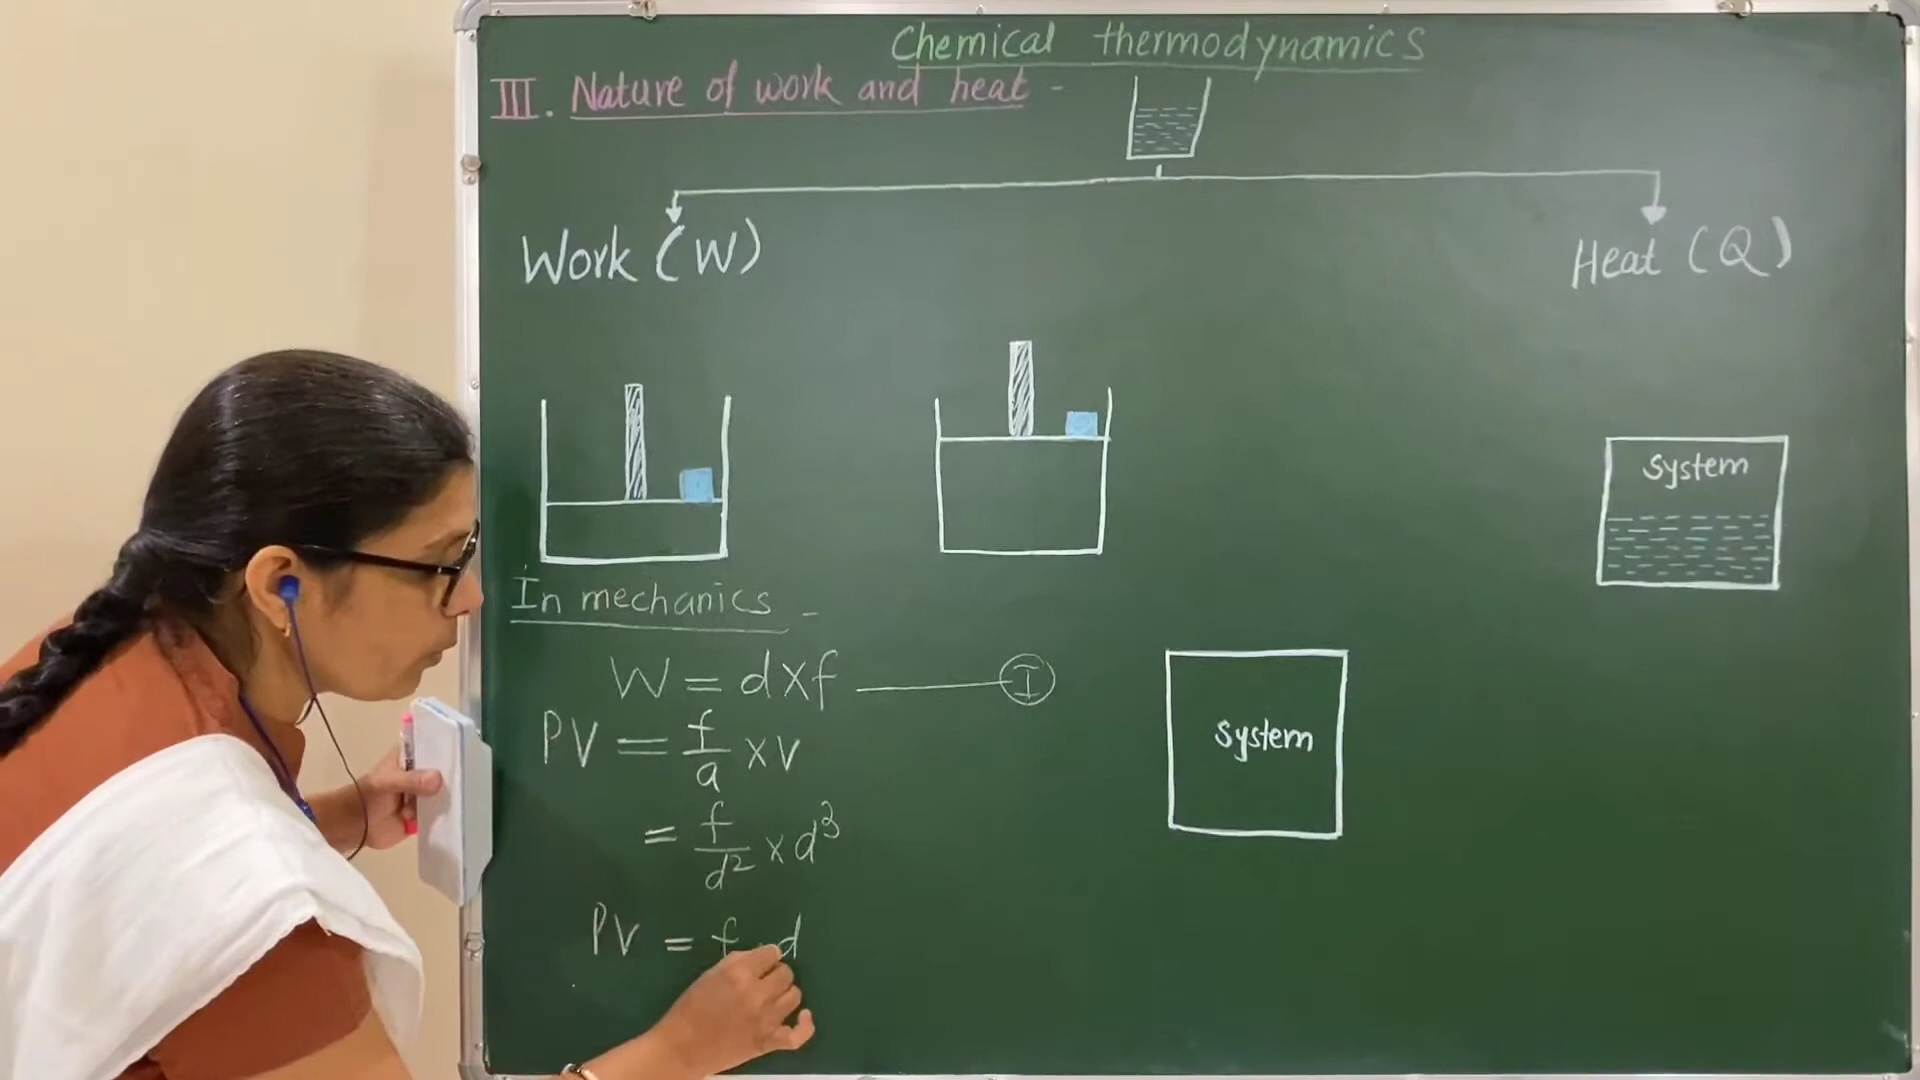 Chemical thermodynamics
III. Nature of work and heat -
Work (W)
Heat (Q)
System
In mechanics -
W = d x f ——— I
PV = f/a x v
System
= f/d² x d³
PV = f d